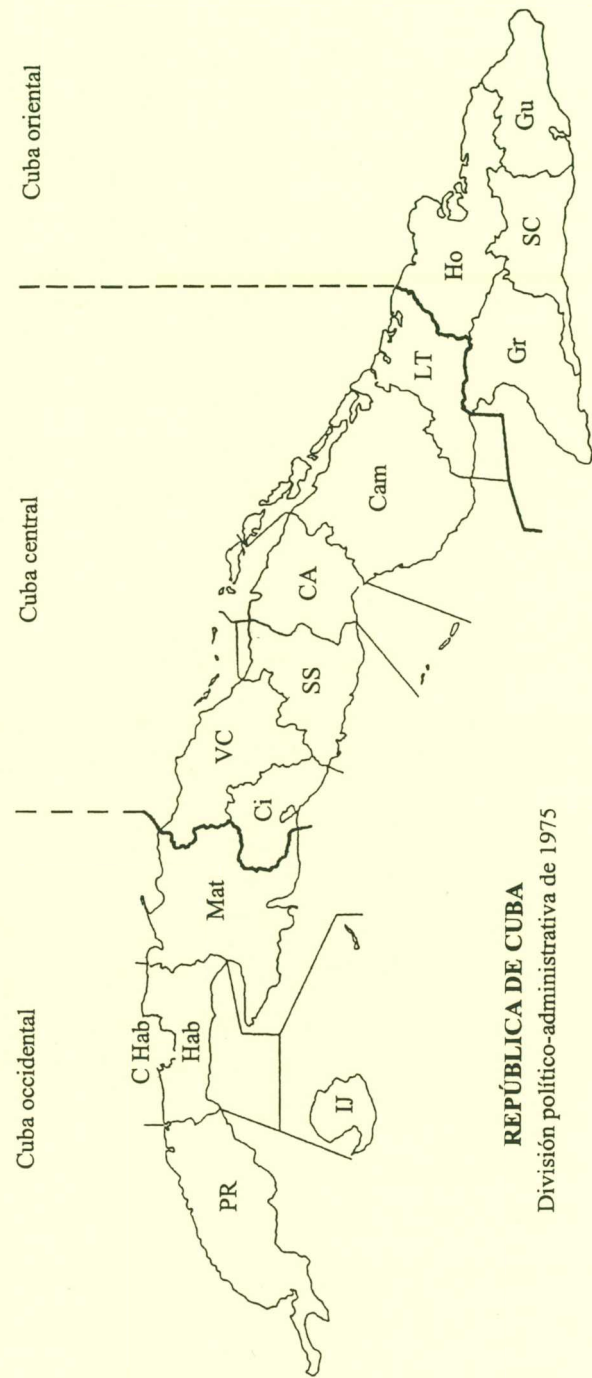 Cuba occidental
Cuba central
Cuba oriental
PR
C Hab
Hab
IJ
Mat
VC
Ci
SS
CA
Cam
LT
Ho
Gr
SC
Gu
REPÚBLICA DE CUBA
División político-administrativa de 1975